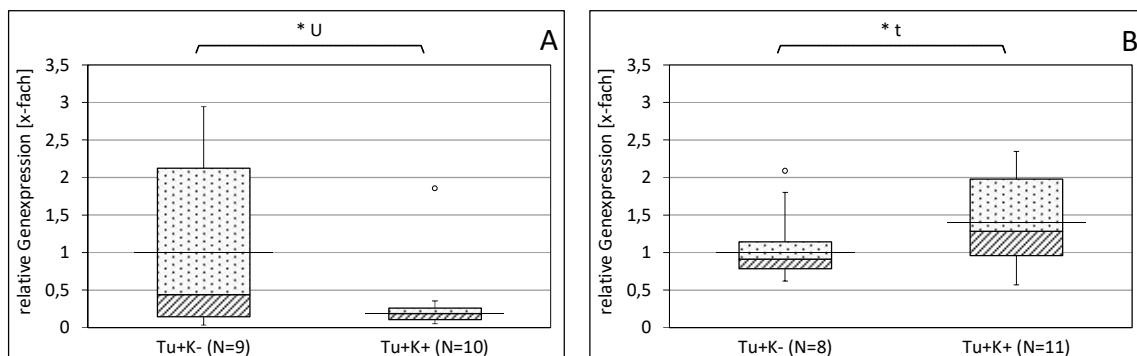 * U
A
relative Genexpression [x-fach]
3,5
3
2,5
2
1,5
1
0,5
0
Tu+K- (N=9)
Tu+K+ (N=10)
* t
B
relative Genexpression [x-fach]
3,5
3
2,5
2
1,5
1
0,5
0
Tu+K- (N=8)
Tu+K+ (N=11)